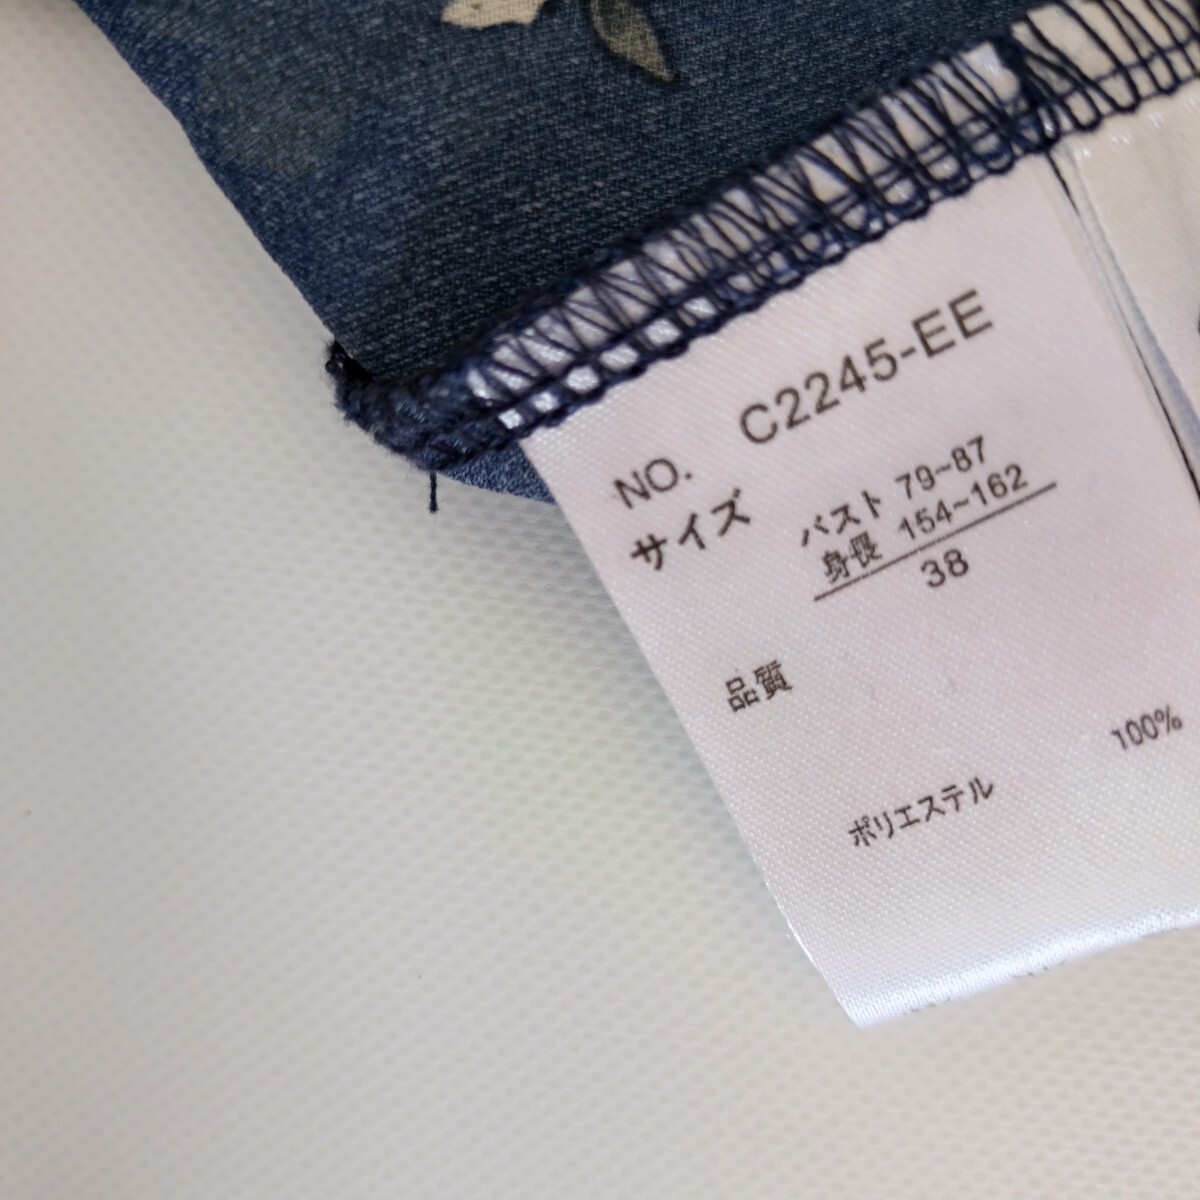 NO. C2245-EE
サイズ バスト 79~87
身長 154~162
38
品質
ポリエステル 100%